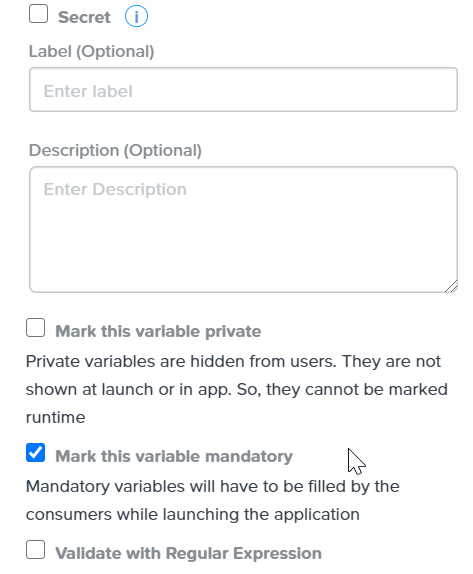 Secret i
Label (Optional)
Enter label
Description (Optional)
Enter Description
Mark this variable private
Private variables are hidden from users. They are not
shown at launch or in app. So, they cannot be marked
runtime
Mark this variable mandatory
Mandatory variables will have to be filled by the
consumers while launching the application
Validate with Regular Expression